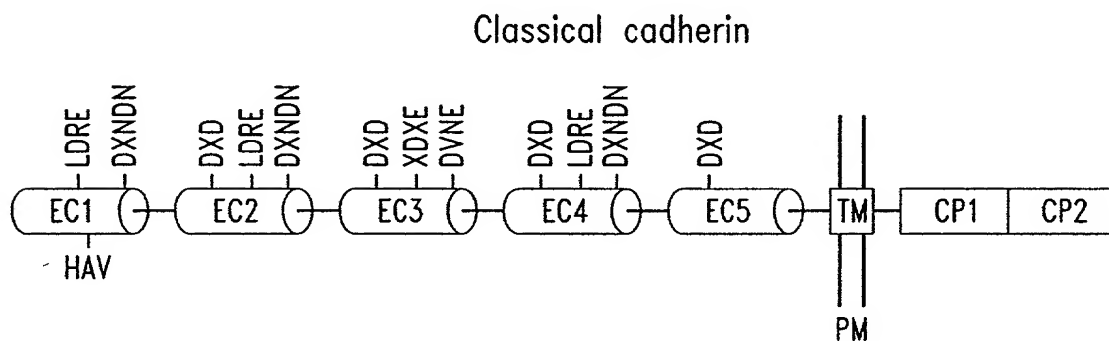 Classical cadherin
LDRE DXNDN DXD LDRE DXNDN DXD XDXE DVNE DXD LDRE DXNDN DXD
EC1 EC2 EC3 EC4 EC5 TM CP1 CP2
HAV
PM